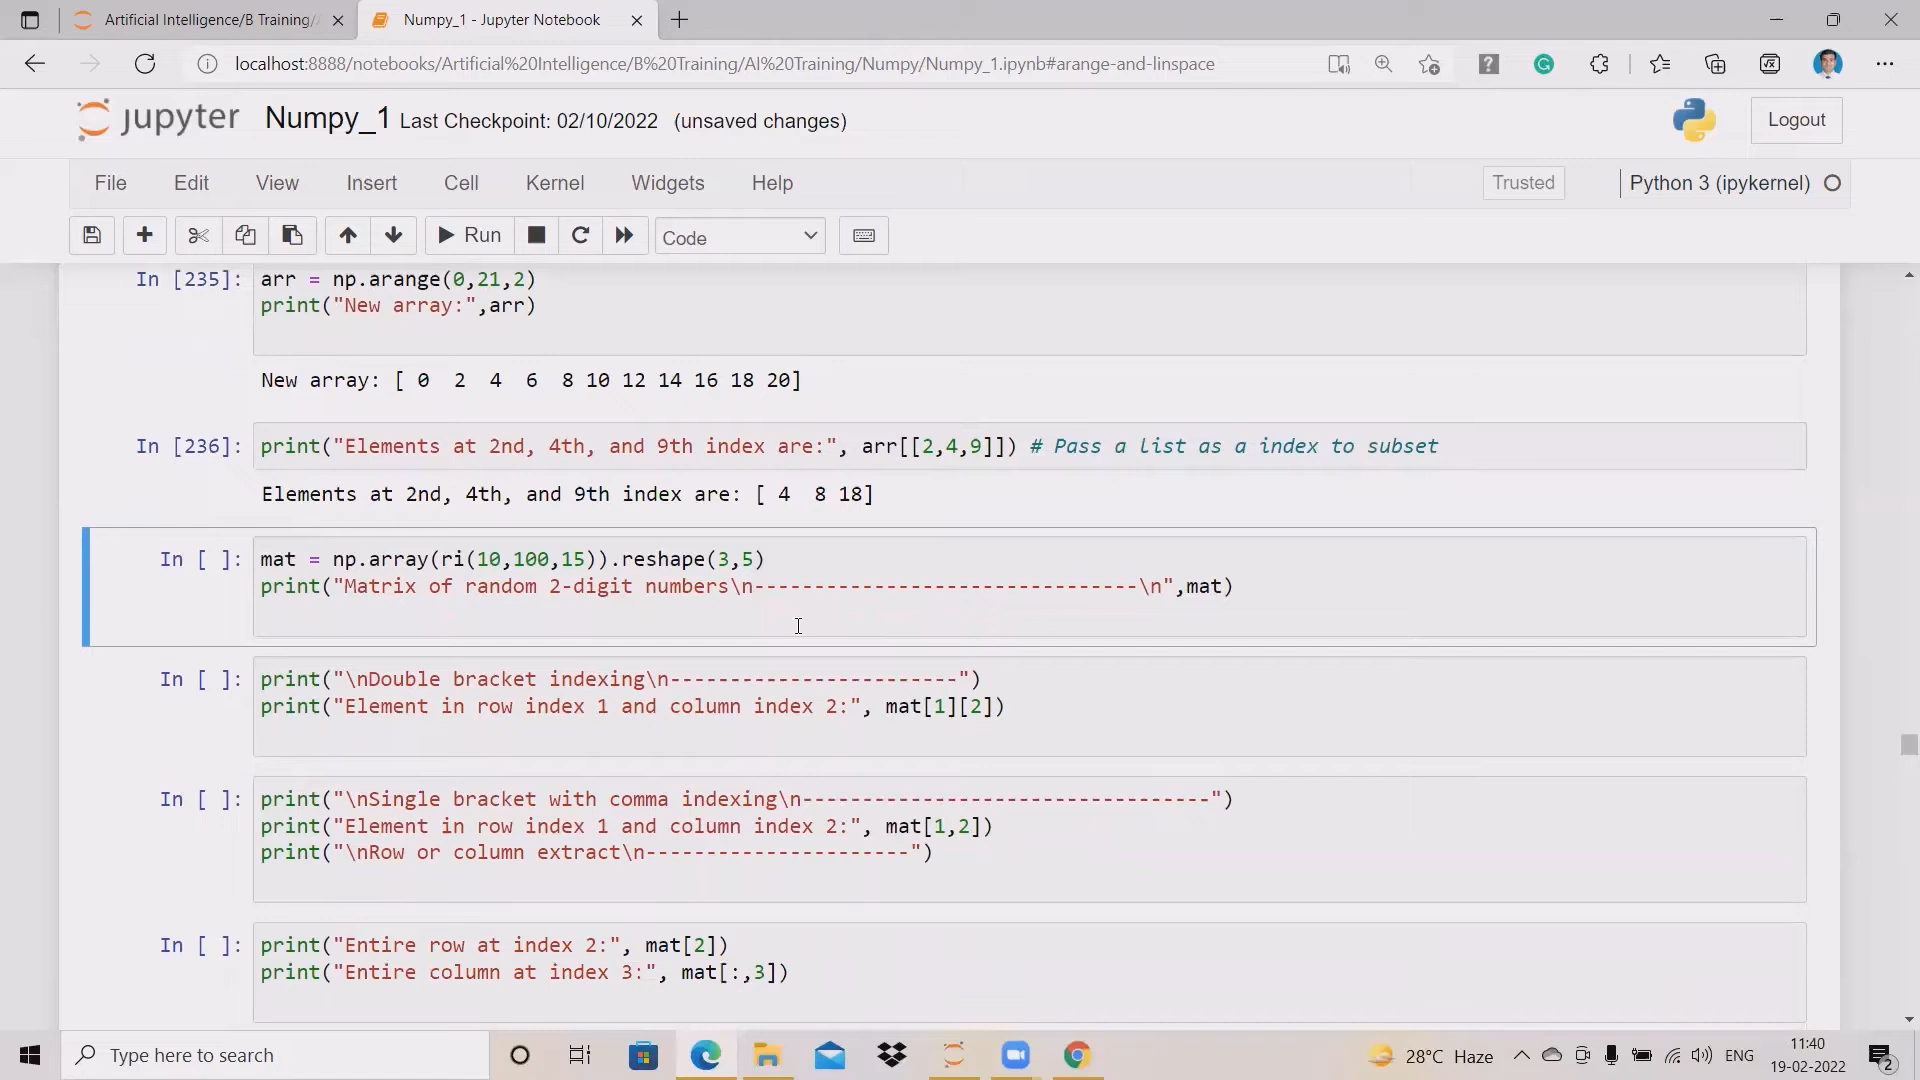 Artificial Intelligence/B Training/
Numpy_1 - Jupyter Notebook
localhost:8888/notebooks/Artificial%20Intelligence/B%20Training/AI%20Training/Numpy/Numpy_1.ipynb#arange-and-linspace
jupyter Numpy_1 Last Checkpoint: 02/10/2022 (unsaved changes)
Logout
File Edit View Insert Cell Kernel Widgets Help
Trusted
Python 3 (ipykernel)
Run
Code
In [235]: arr = np.arange(0,21,2)
print("New array:",arr)
New array: [ 0  2  4  6  8 10 12 14 16 18 20]
In [236]: print("Elements at 2nd, 4th, and 9th index are:", arr[[2,4,9]]) # Pass a list as a index to subset
Elements at 2nd, 4th, and 9th index are: [ 4  8 18]
In [ ]: mat = np.array(ri(10,100,15)).reshape(3,5)
print("Matrix of random 2-digit numbers\n--------------------------------\n",mat)
In [ ]: print("\nDouble bracket indexing\n------------------------")
print("Element in row index 1 and column index 2:", mat[1][2])
In [ ]: print("\nSingle bracket with comma indexing\n----------------------------------")
print("Element in row index 1 and column index 2:", mat[1,2])
print("\nRow or column extract\n----------------------")
In [ ]: print("Entire row at index 2:", mat[2])
print("Entire column at index 3:", mat[:,3])
Type here to search
28°C Haze
ENG
11:40
19-02-2022
2